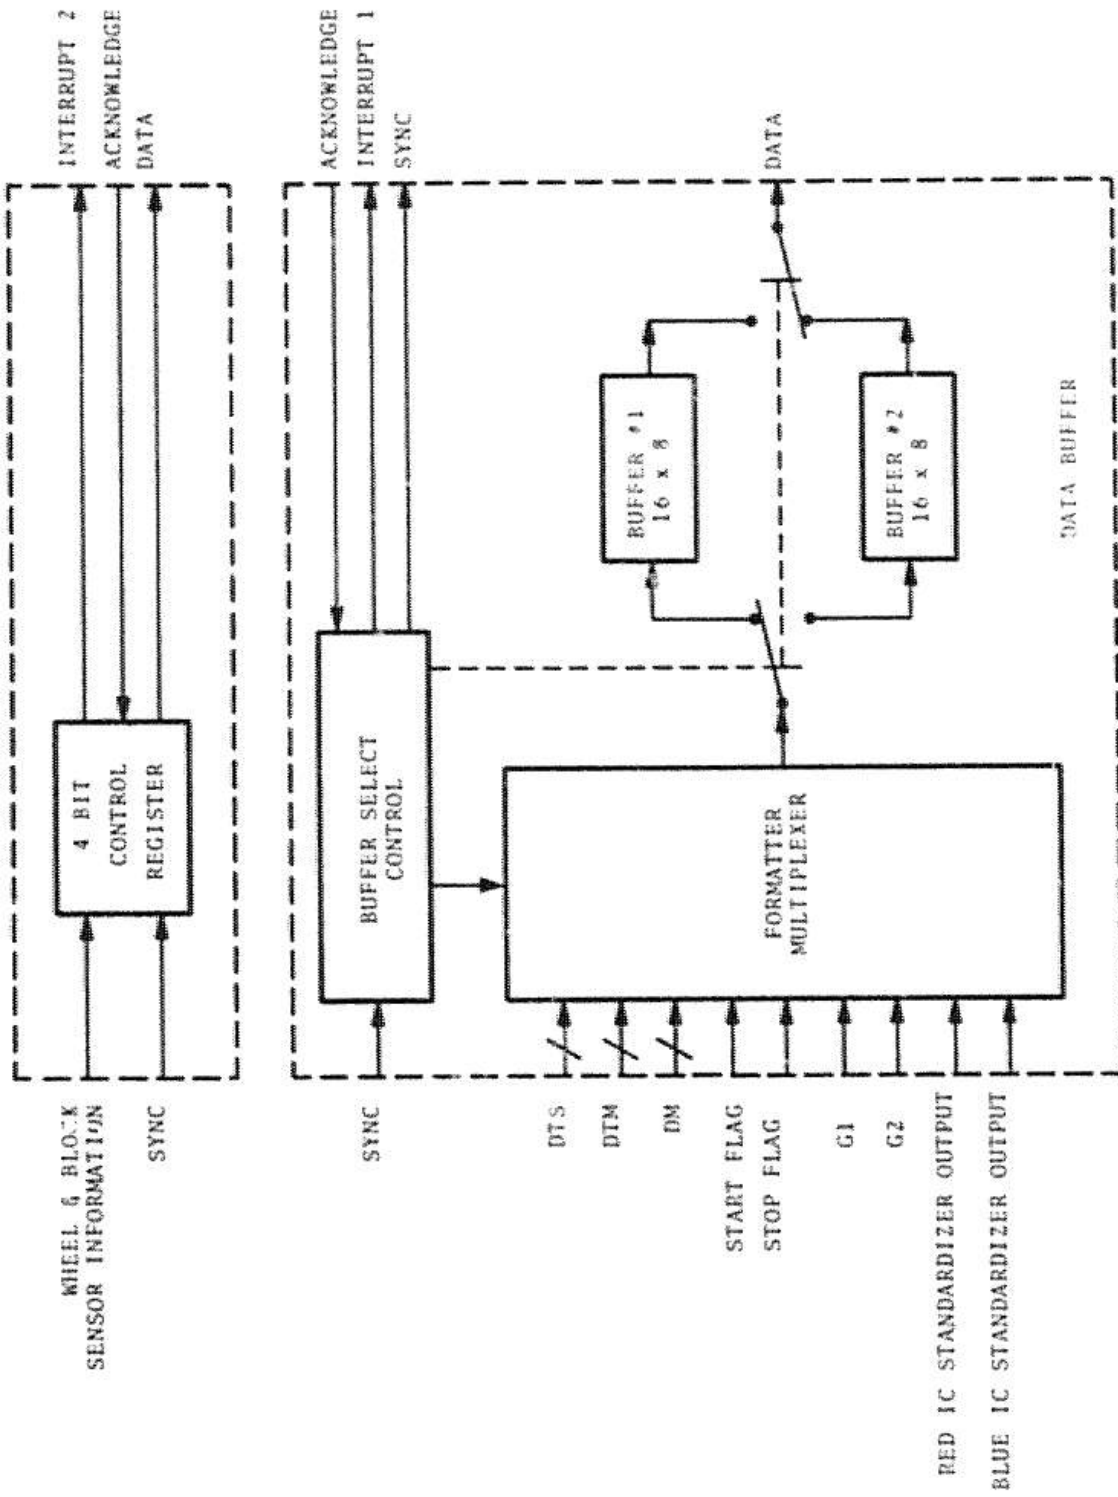 WHEEL & BLOCK
SENSOR INFORMATION
SYNC
4 BIT
CONTROL
REGISTER
INTERRUPT 2
ACKNOWLEDGE
DATA
SYNC
BUFFER SELECT
CONTROL
ACKNOWLEDGE
INTERRUPT 1
SYNC
DTS
DTM
DM
START FLAG
STOP FLAG
G1
G2
RED IC STANDARDIZER OUTPUT
BLUE IC STANDARDIZER OUTPUT
FORMATTER
MULTIPLEXER
BUFFER #1
16 x 8
BUFFER #2
16 x 8
DATA
DATA BUFFER